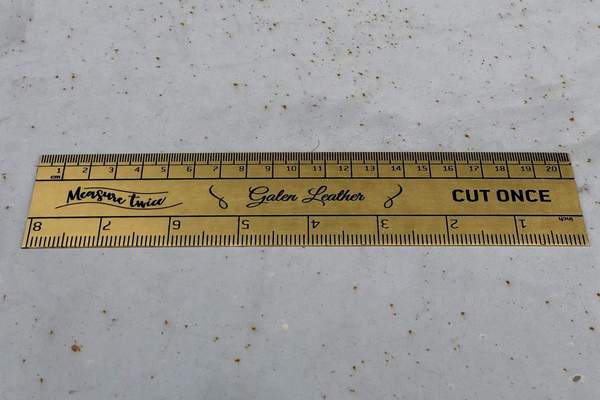 1 2 3 4 5 6 7 8 9 10 11 12 13 14 15 16 17 18 19 20
cm
Measure twice Galen Leather CUT ONCE
8 7 6 5 4 3 2 1 inch